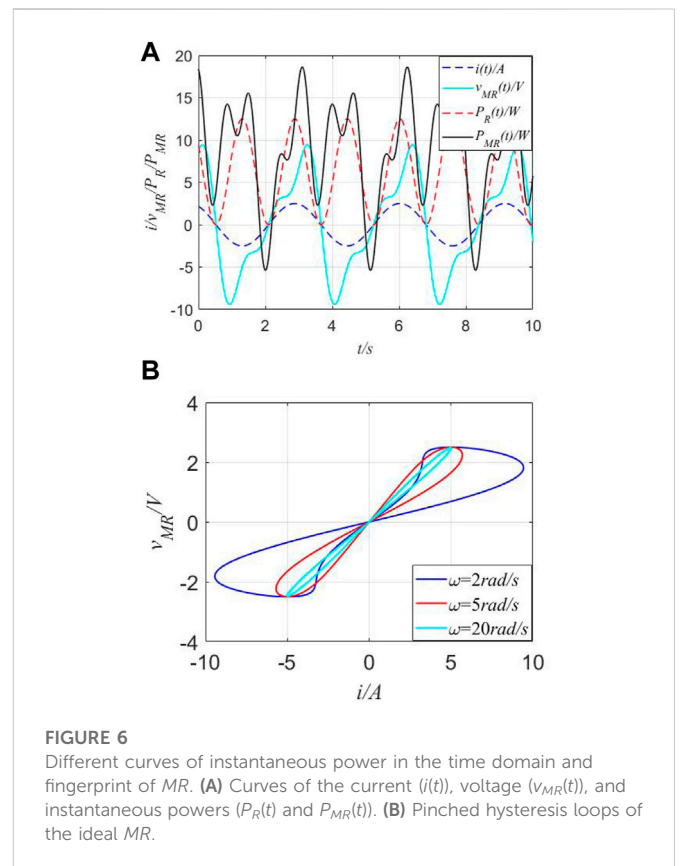 A
20
15
10
5
0
-5
-10
i/v_MR/P_R/P_MR
i(t)/A
v_MR(t)/V
P_R(t)/W
P_MR(t)/W
0
2
4
6
8
10
t/s
B
4
2
0
-2
-4
v_MR/V
ω=2rad/s
ω=5rad/s
ω=20rad/s
-10
-5
0
5
10
i/A
FIGURE 6
Different curves of instantaneous power in the time domain and
fingerprint of MR. (A) Curves of the current (i(t)), voltage (v_MR(t)), and
instantaneous powers (P_R(t) and P_MR(t)). (B) Pinched hysteresis loops of
the ideal MR.